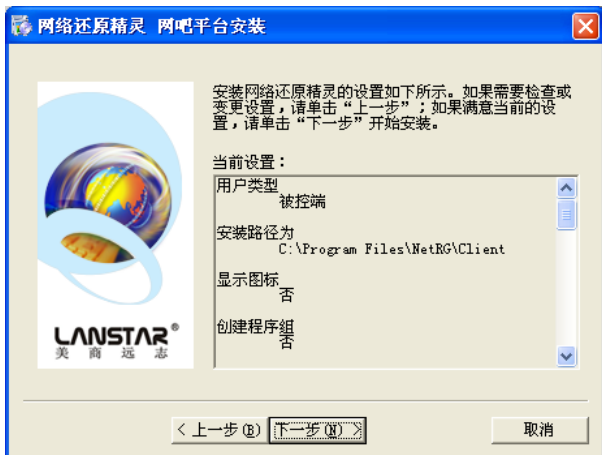 网络还原精灵 网吧平台安装
安装网络还原精灵的设置如下所示。如果需要检查或
变更设置，请单击“上一步”；如果满意当前的设
置，请单击“下一步”开始安装。
当前设置：
用户类型
被控端
安装路径为
C:\Program Files\NetRG\Client
显示图标
否
创建程序组
否
LANSTAR®
美商远志
< 上一步(B)
下一步(N) >
取消